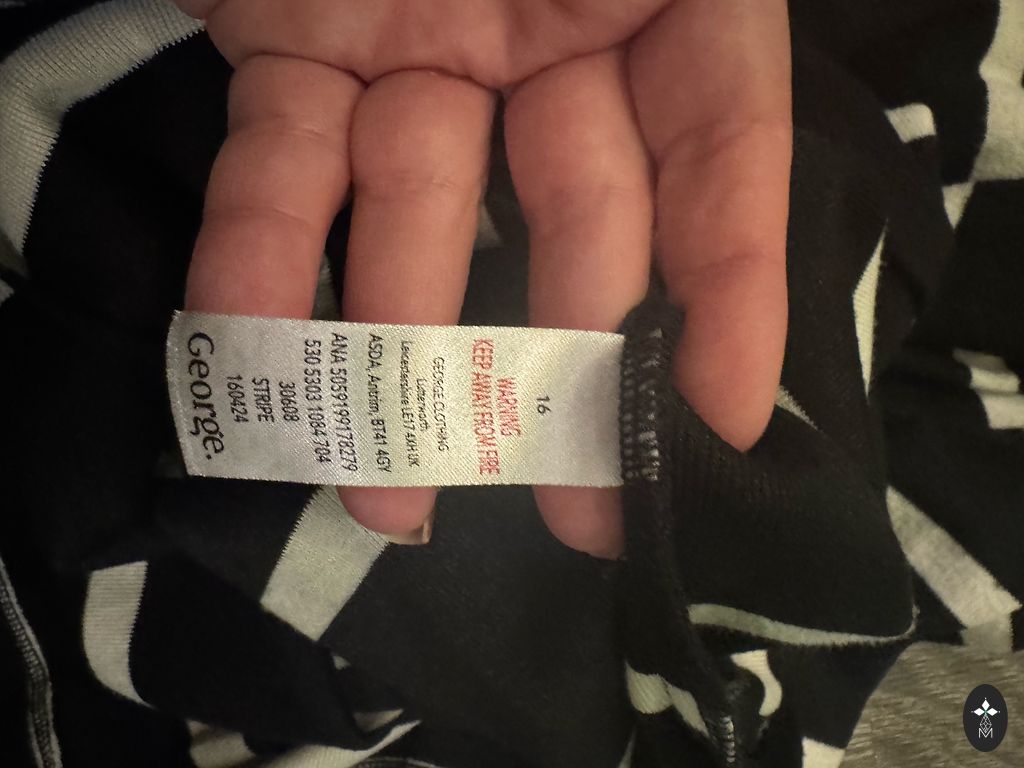 16
WARNING
KEEP AWAY FROM FIRE
GEORGE CLOTHING
Lutterworth
Leicestershire LE17 4XH UK
ASDA, Antrim, BT41 4GY
ANA 5059199178279
530 5303 1084 704
30608
STRIPE
160424
George.
M